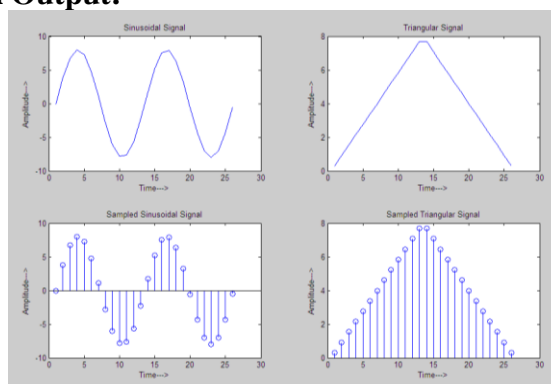 Output:
Sinusoidal Signal
10
5
0
-5
-10
Amplitude--->
0 5 10 15 20 25 30
Time--->
Triangular Signal
8
6
4
2
0
Amplitude--->
0 5 10 15 20 25 30
Time--->
Sampled Sinusoidal Signal
10
5
0
-5
-10
Amplitude--->
0 5 10 15 20 25 30
Time--->
Sampled Triangular Signal
8
6
4
2
0
Amplitude--->
0 5 10 15 20 25 30
Time--->